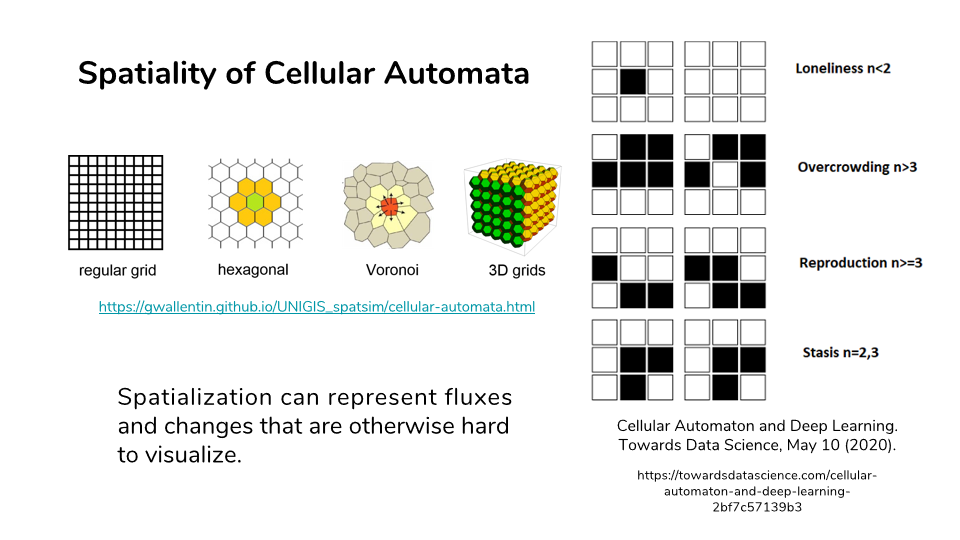 Spatiality of Cellular Automata
regular grid
hexagonal
Voronoi
3D grids
https://gwallentin.github.io/UNIGIS_spatsim/cellular-automata.html
Spatialization can represent fluxes
and changes that are otherwise hard
to visualize.
Loneliness n<2
Overcrowding n>3
Reproduction n>=3
Stasis n=2,3
Cellular Automaton and Deep Learning.
Towards Data Science, May 10 (2020).
https://towardsdatascience.com/cellular-
automaton-and-deep-learning-
2bf7c57139b3